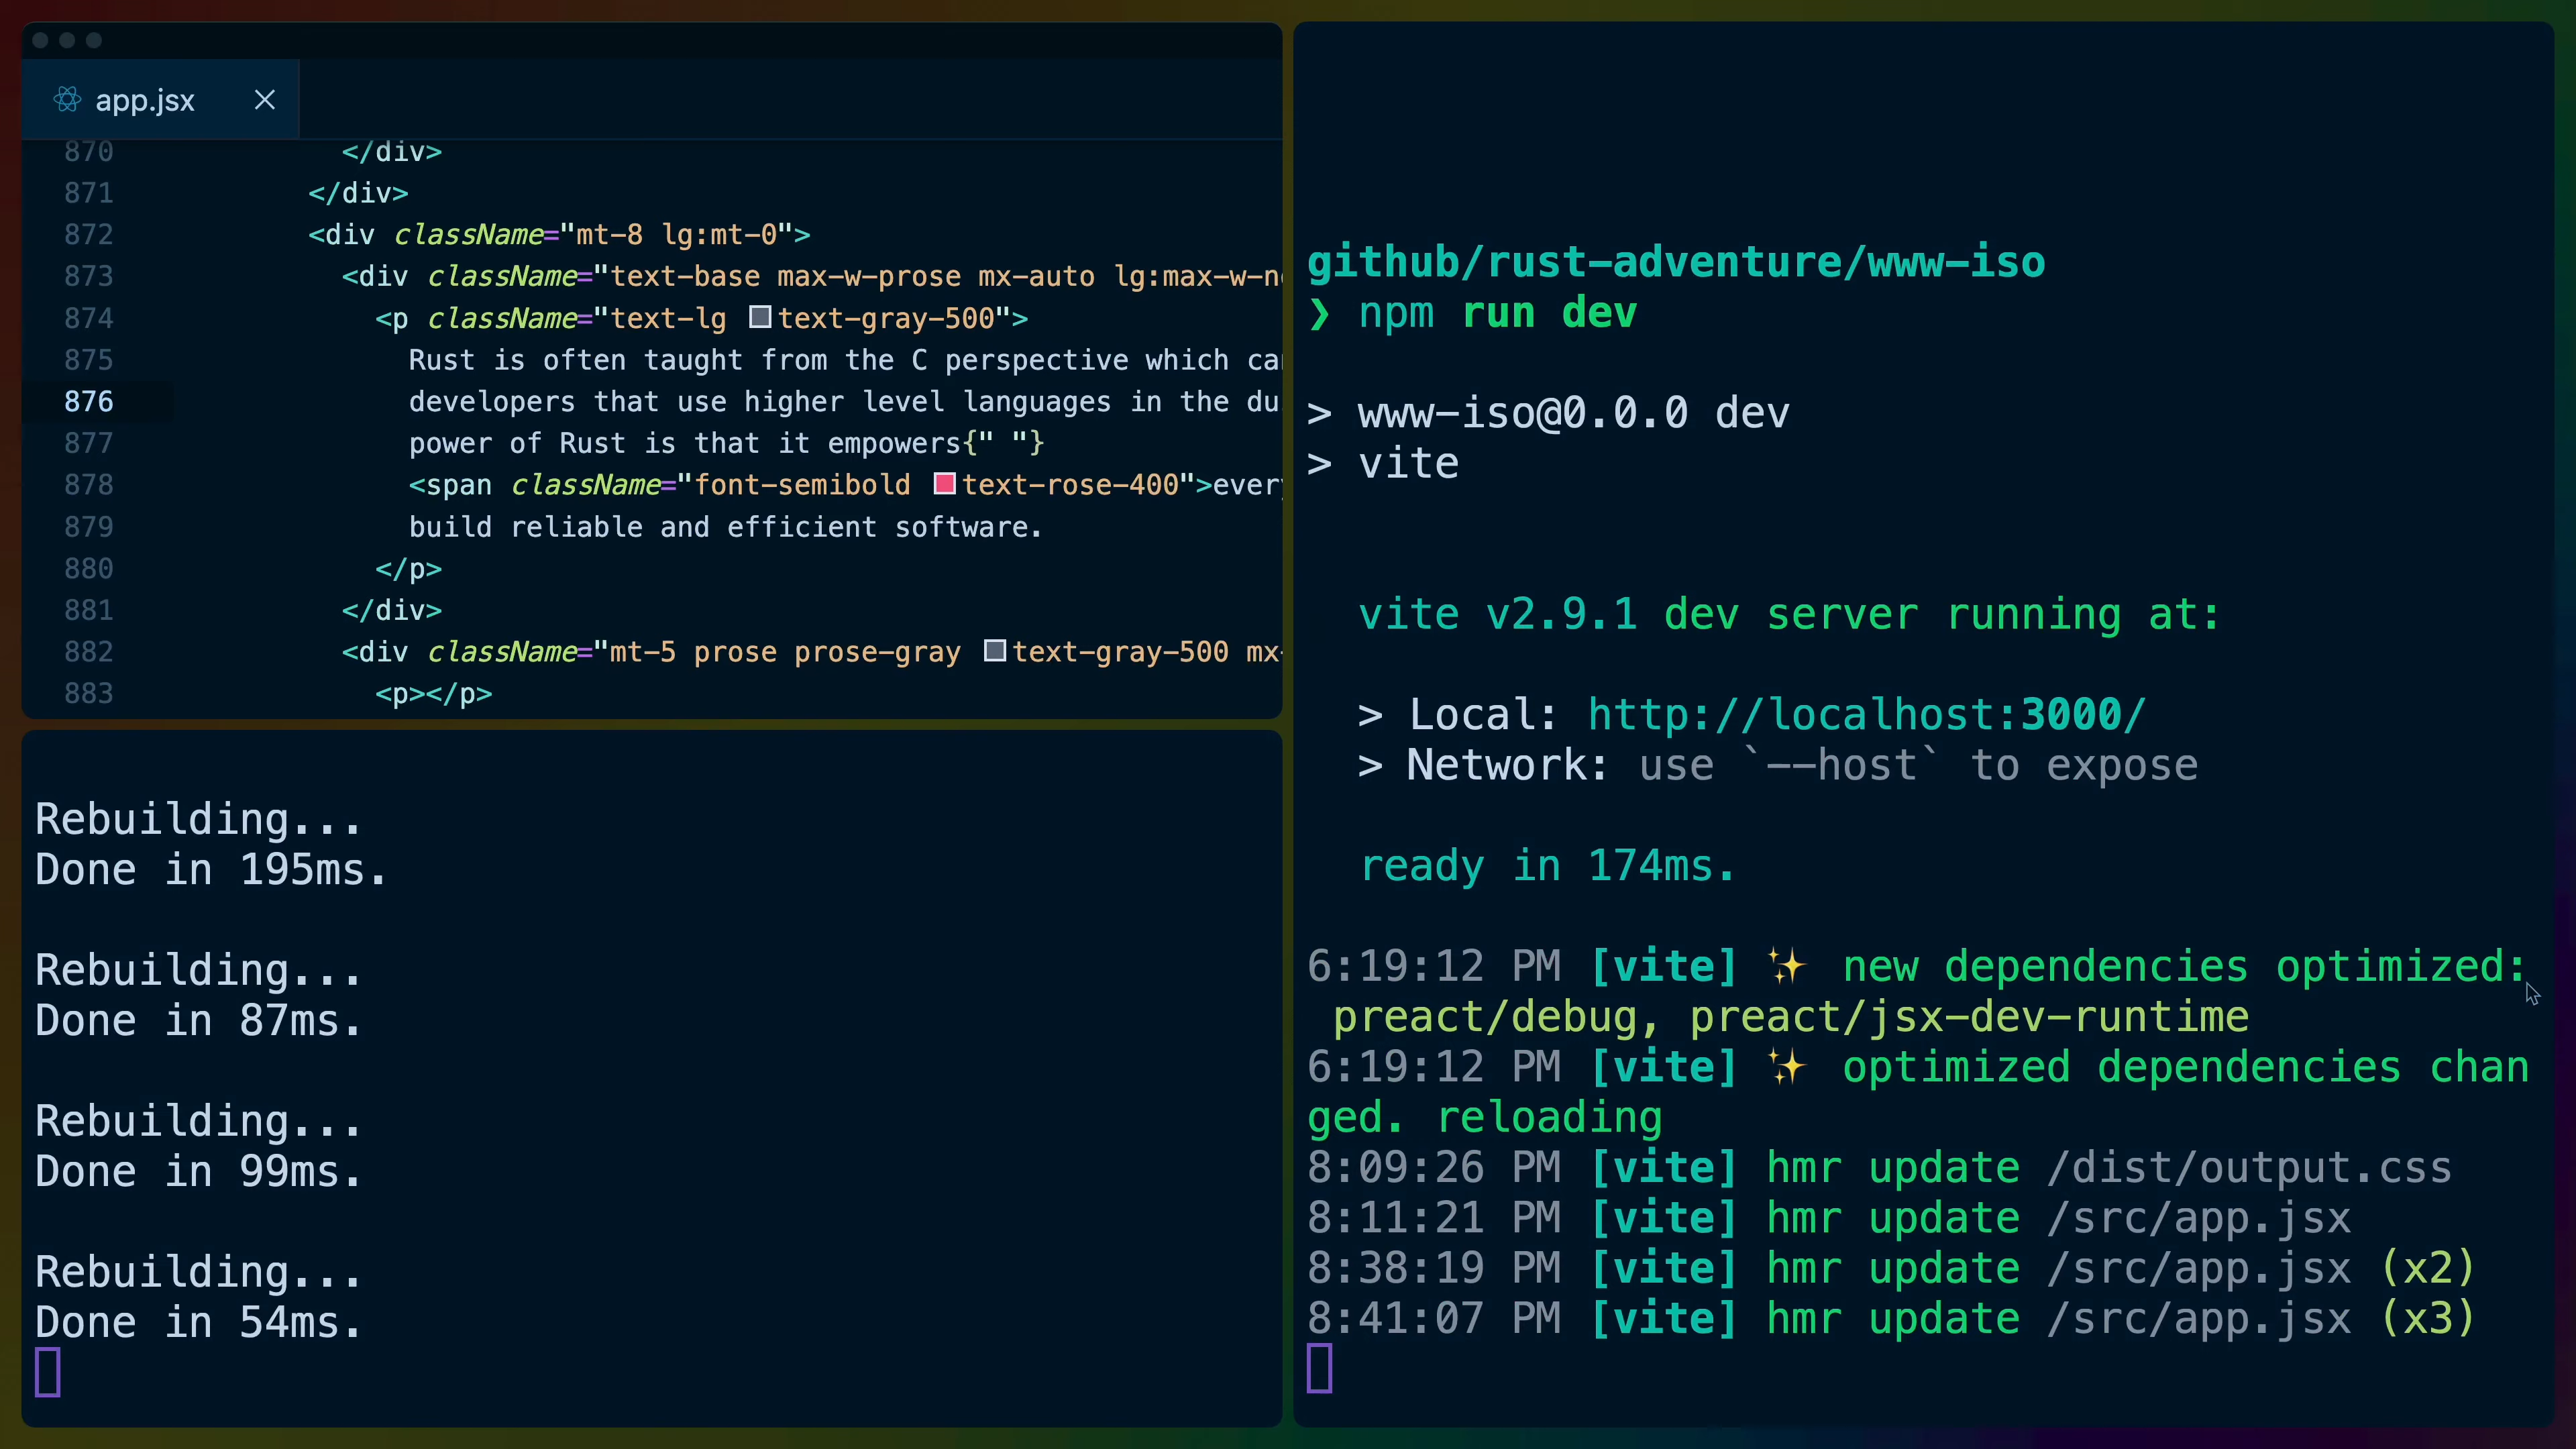 app.jsx
870 </div>
871 </div>
872 <div className="mt-8 lg:mt-0">
873 <div className="text-base max-w-prose mx-auto lg:max-w-n
874 <p className="text-lg text-gray-500">
875 Rust is often taught from the C perspective which ca
876 developers that use higher level languages in the du
877 power of Rust is that it empowers{" "}
878 <span className="font-semibold text-rose-400">every
879 build reliable and efficient software.
880 </p>
881 </div>
882 <div className="mt-5 prose prose-gray text-gray-500 mx-
883 <p></p>
Rebuilding...
Done in 195ms.
Rebuilding...
Done in 87ms.
Rebuilding...
Done in 99ms.
Rebuilding...
Done in 54ms.
github/rust-adventure/www-iso
❯ npm run dev
> www-iso@0.0.0 dev
> vite
vite v2.9.1 dev server running at:
> Local: http://localhost:3000/
> Network: use `--host` to expose
ready in 174ms.
6:19:12 PM [vite] ✨ new dependencies optimized:
preact/debug, preact/jsx-dev-runtime
6:19:12 PM [vite] ✨ optimized dependencies chan
ged. reloading
8:09:26 PM [vite] hmr update /dist/output.css
8:11:21 PM [vite] hmr update /src/app.jsx
8:38:19 PM [vite] hmr update /src/app.jsx (x2)
8:41:07 PM [vite] hmr update /src/app.jsx (x3)